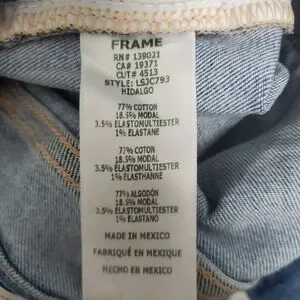 FRAME
RN# 139021
CA# 19371
CUT# 4513
STYLE: LSJC793
HIDALGO
77% COTTON
18.5% MODAL
3.5% ELASTOMULTIESTER
1% ELASTANE
77% COTON
18.5% MODAL
3.5% ELASTOMULTIESTER
1% ELASTHANNE
77% ALGODÓN
18.5% MODAL
3.5% ELASTOMULTIESTER
1% ELASTANO
MADE IN MEXICO
FABRIQUÉ EN MEXIQUE
HECHO EN MEXICO